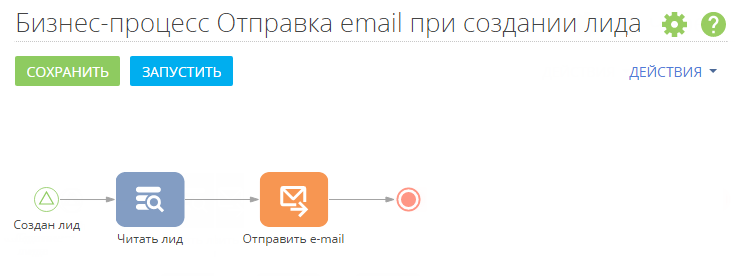 Бизнес-процесс Отправка email при создании лида
?
СОХРАНИТЬ ЗАПУСТИТЬ ДЕЙСТВИЯ
Создан лид
Читать лид
Отправить e-mail